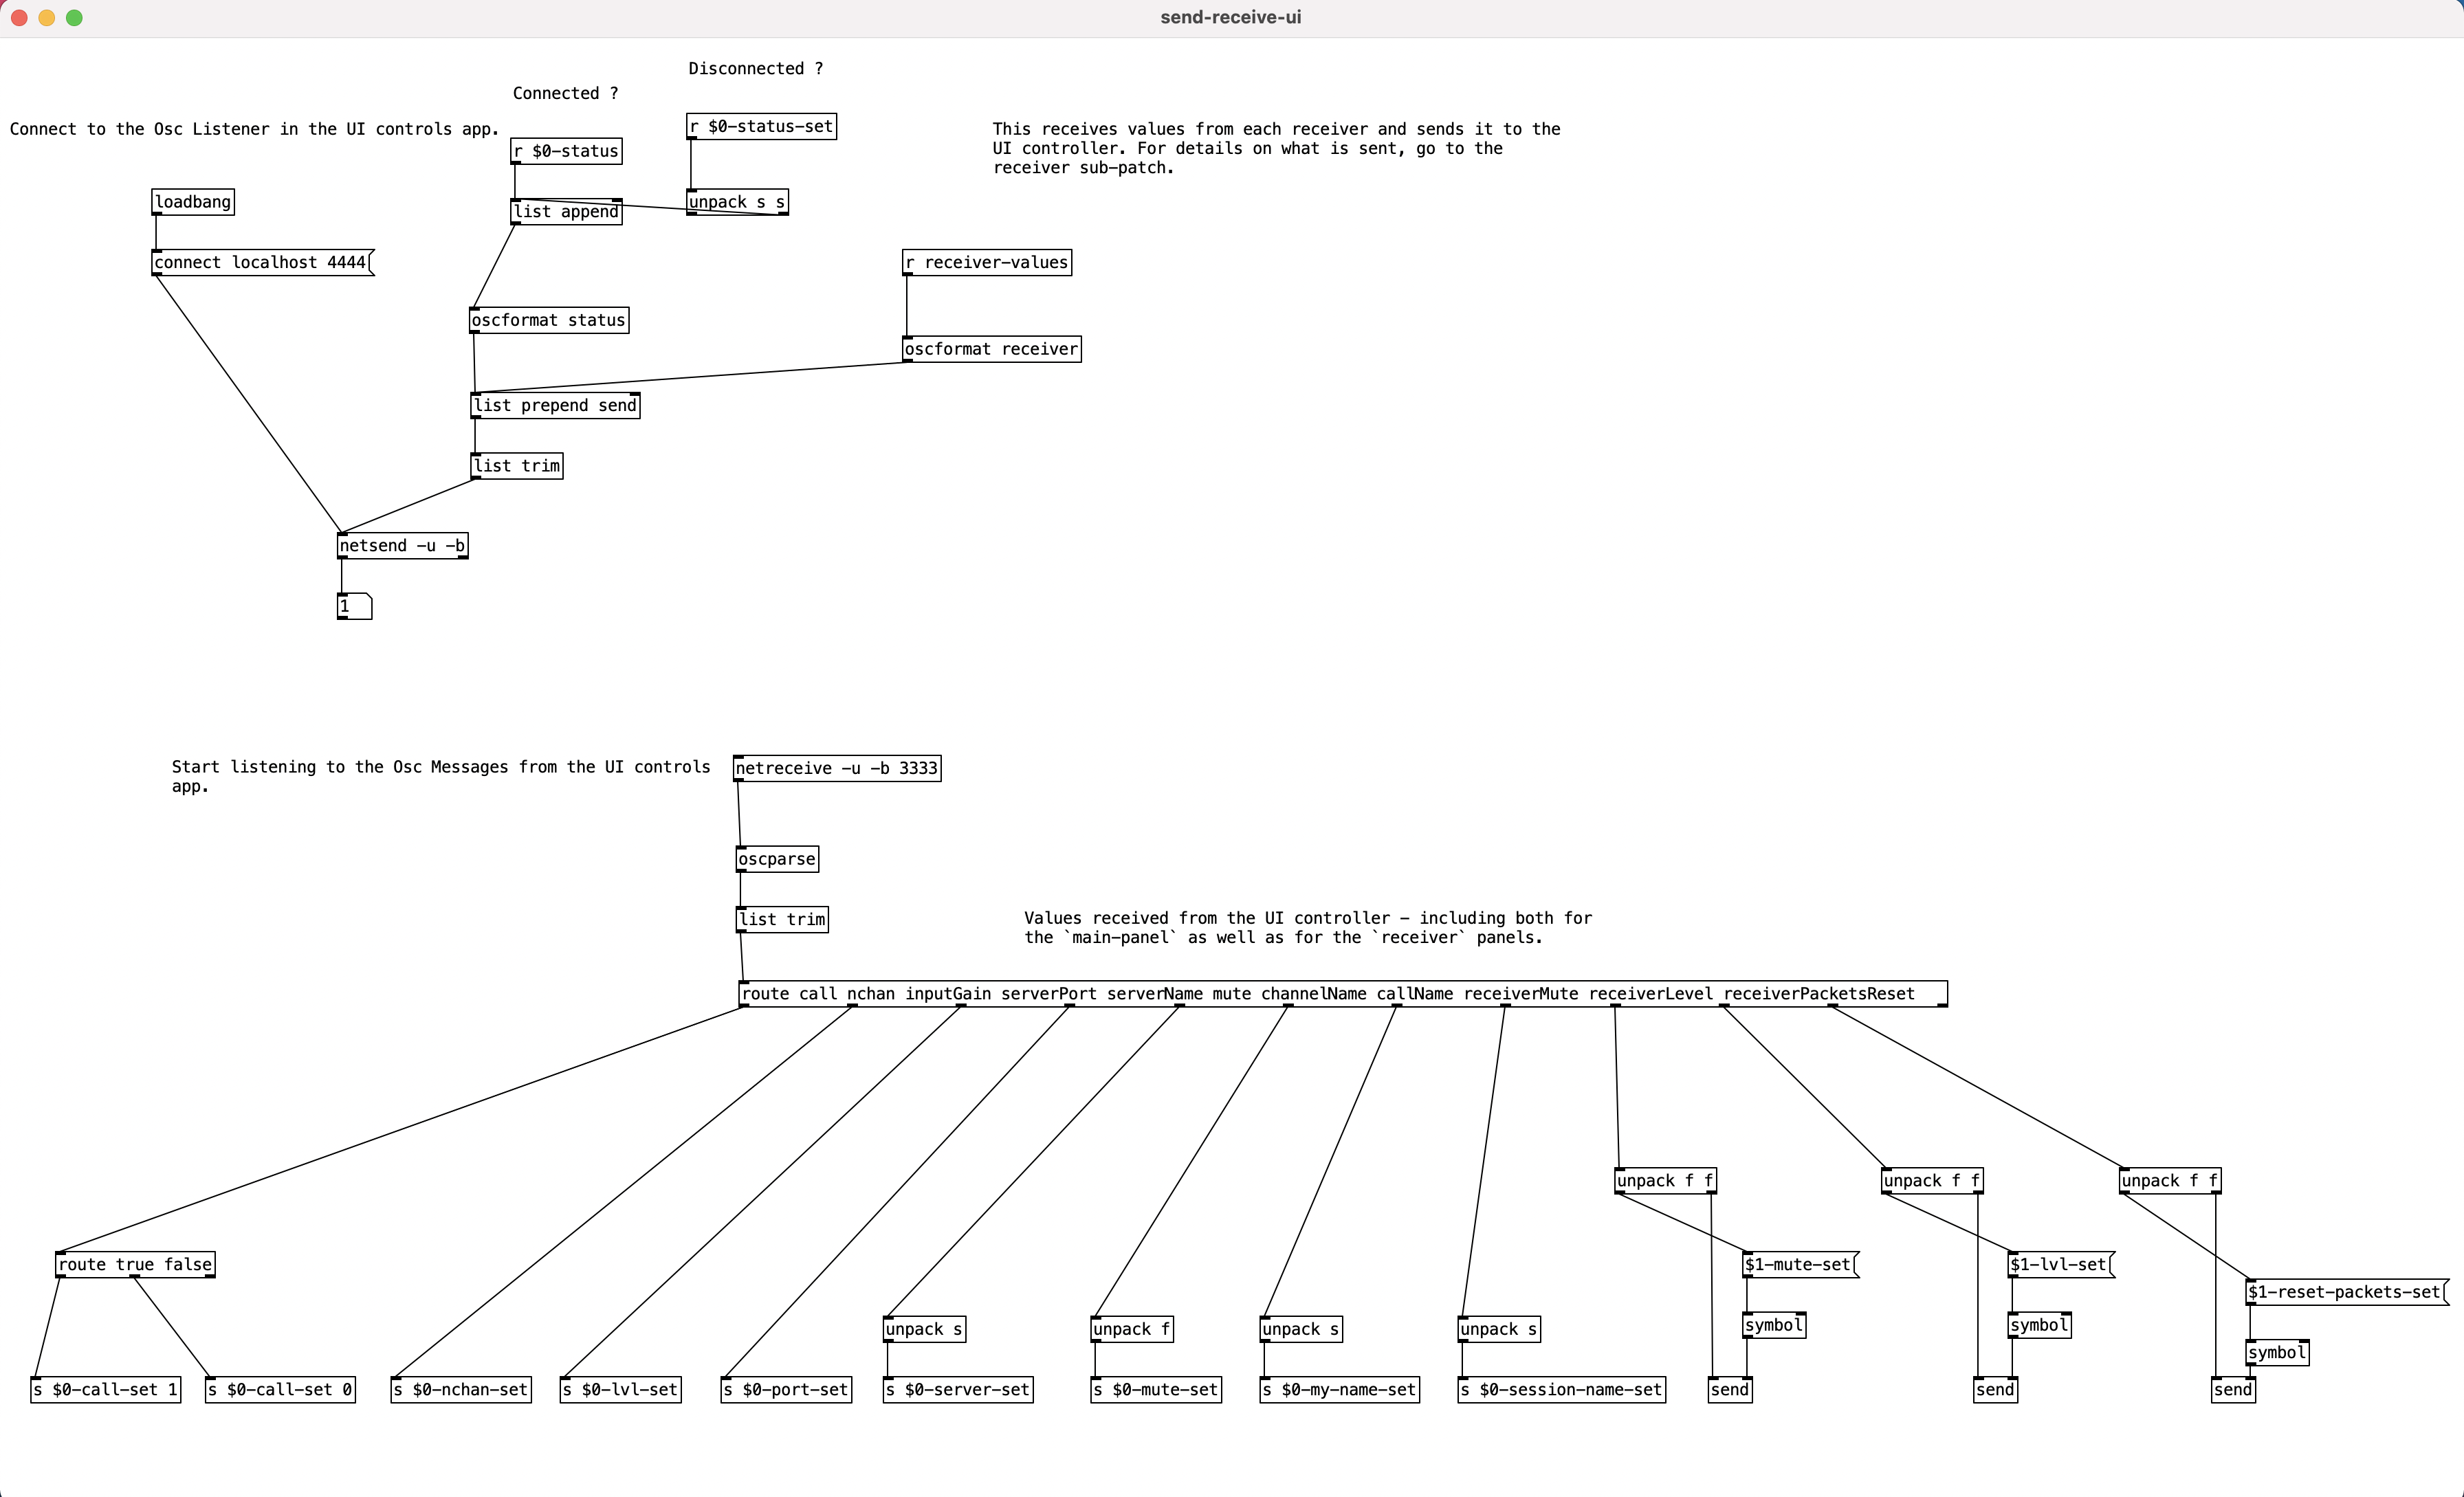 send-receive-ui
Disconnected ?
Connected ?
Connect to the Osc Listener in the UI controls app.
r $0-status-set
r $0-status
This receives values from each receiver and sends it to the
UI controller. For details on what is sent, go to the
receiver sub-patch.
loadbang
list append
unpack s s
connect localhost 4444
r receiver-values
oscformat status
oscformat receiver
list prepend send
list trim
netsend -u -b
1
Start listening to the Osc Messages from the UI controls
app.
netreceive -u -b 3333
oscparse
list trim
Values received from the UI controller - including both for
the `main-panel` as well as for the `receiver` panels.
route call nchan inputGain serverPort serverName mute channelName callName receiverMute receiverLevel receiverPacketsReset
unpack f f
unpack f f
unpack f f
route true false
$1-mute-set
$1-lvl-set
$1-reset-packets-set
unpack s
unpack f
unpack s
unpack s
symbol
symbol
symbol
s $0-call-set 1
s $0-call-set 0
s $0-nchan-set
s $0-lvl-set
s $0-port-set
s $0-server-set
s $0-mute-set
s $0-my-name-set
s $0-session-name-set
send
send
send